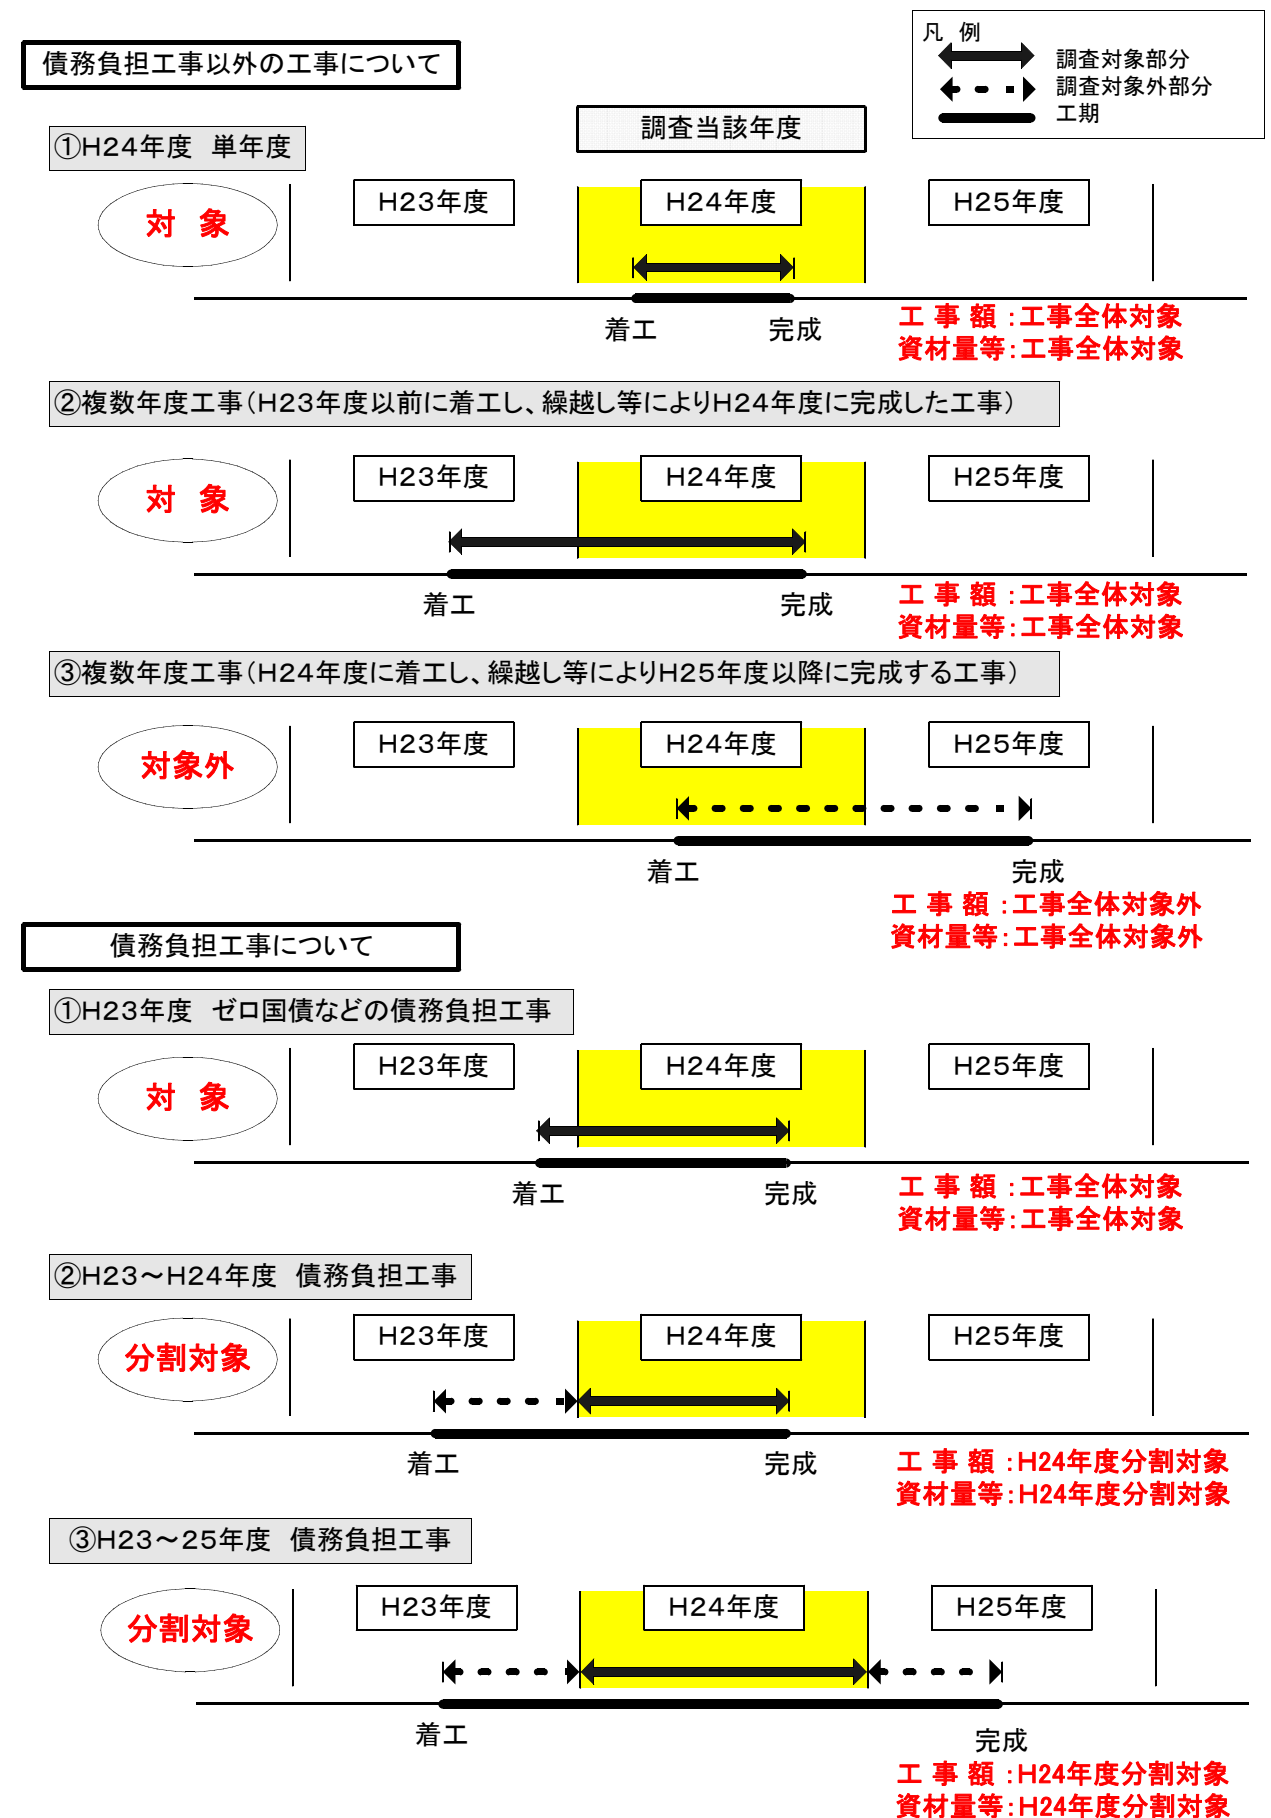 凡 例
調査対象部分
調査対象外部分
工期
債務負担工事以外の工事について
調査当該年度
①H24年度 単年度
対 象
H23年度 H24年度 H25年度
着工 完成
工 事 額 ：工事全体対象
資材量等：工事全体対象
②複数年度工事（H23年度以前に着工し、繰越し等によりH24年度に完成した工事）
対 象
H23年度 H24年度 H25年度
着工 完成
工 事 額 ：工事全体対象
資材量等：工事全体対象
③複数年度工事（H24年度に着工し、繰越し等によりH25年度以降に完成する工事）
対象外
H23年度 H24年度 H25年度
着工 完成
工 事 額 ：工事全体対象外
資材量等：工事全体対象外
債務負担工事について
①H23年度 ゼロ国債などの債務負担工事
対 象
H23年度 H24年度 H25年度
着工 完成
工 事 額 ：工事全体対象
資材量等：工事全体対象
②H23～H24年度 債務負担工事
分割対象
H23年度 H24年度 H25年度
着工 完成
工 事 額 ：H24年度分割対象
資材量等：H24年度分割対象
③H23～25年度 債務負担工事
分割対象
H23年度 H24年度 H25年度
着工 完成
工 事 額 ：H24年度分割対象
資材量等：H24年度分割対象